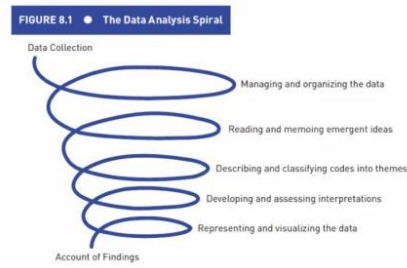 FIGURE 8.1 ● The Data Analysis Spiral
Data Collection
Managing and organizing the data
Reading and memoing emergent ideas
Describing and classifying codes into themes
Developing and assessing interpretations
Representing and visualizing the data
Account of Findings